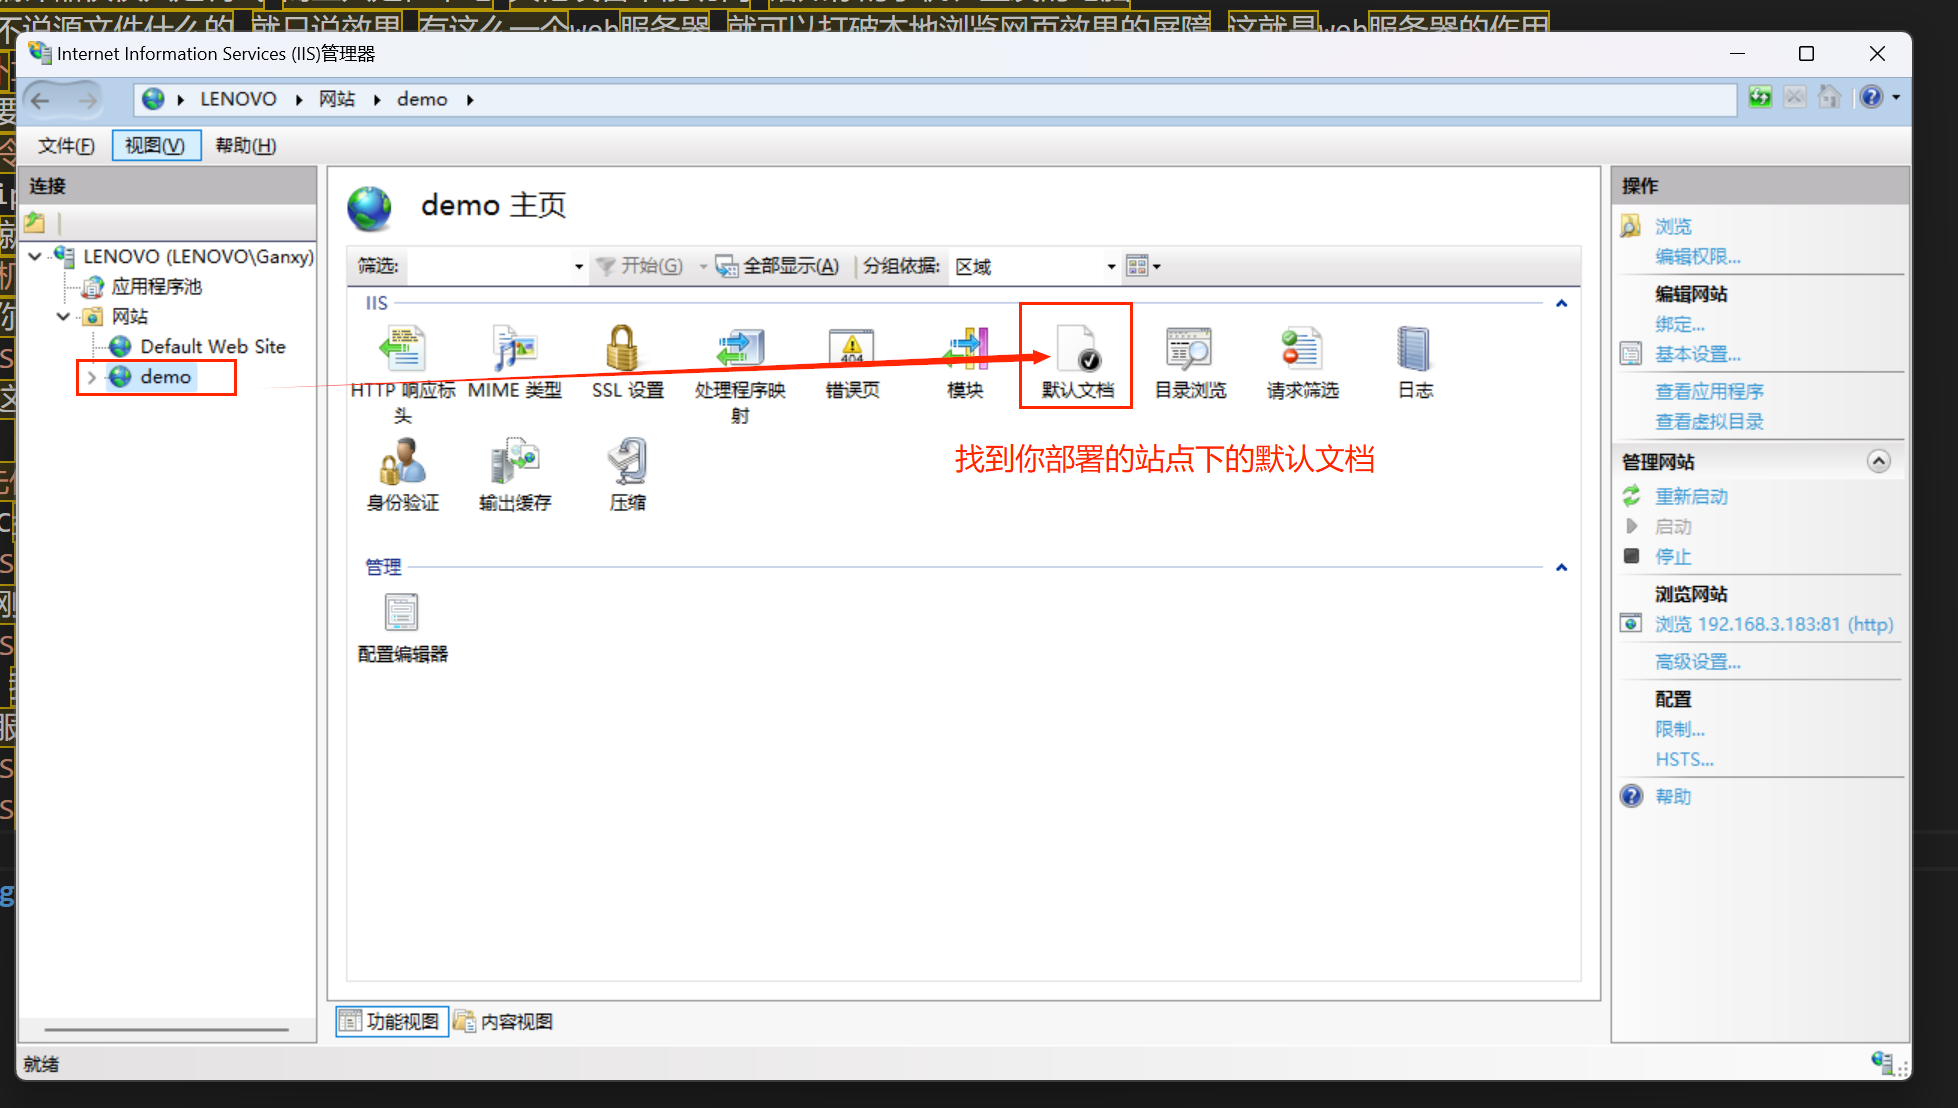 不说源文件什么的 就只说效果 有这么一个web服务器 就可以打破本地浏览网页效果的屏障 这就是web服务器的作用
Internet Information Services (IIS)管理器
LENOVO
网站
demo
文件(F)
视图(V)
帮助(H)
连接
LENOVO (LENOVO\Ganxy)
应用程序池
网站
Default Web Site
demo
demo 主页
筛选:
开始(G)
全部显示(A)
分组依据:
区域
IIS
HTTP 响应标
头
MIME 类型
SSL 设置
处理程序映
射
404
错误页
模块
默认文档
目录浏览
请求筛选
日志
找到你部署的站点下的默认文档
身份验证
输出缓存
压缩
管理
配置编辑器
功能视图
内容视图
操作
浏览
编辑权限...
编辑网站
绑定...
基本设置...
查看应用程序
查看虚拟目录
管理网站
重新启动
启动
停止
浏览网站
浏览 192.168.3.183:81 (http)
高级设置...
配置
限制...
HSTS...
帮助
就绪